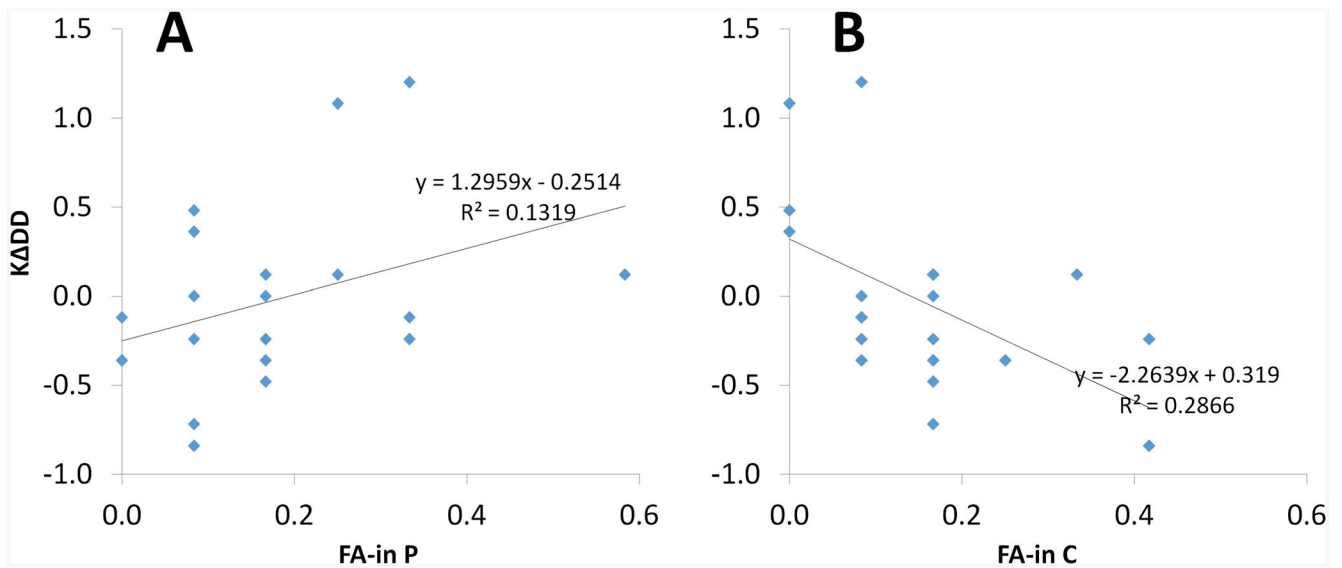 A
1.5
1.0
0.5
0.0
-0.5
-1.0
KΔDD
y = 1.2959x - 0.2514
R² = 0.1319
0.0 0.2 0.4 0.6
FA-in P
B
1.5
1.0
0.5
0.0
-0.5
-1.0
y = -2.2639x + 0.319
R² = 0.2866
0.0 0.2 0.4 0.6
FA-in C